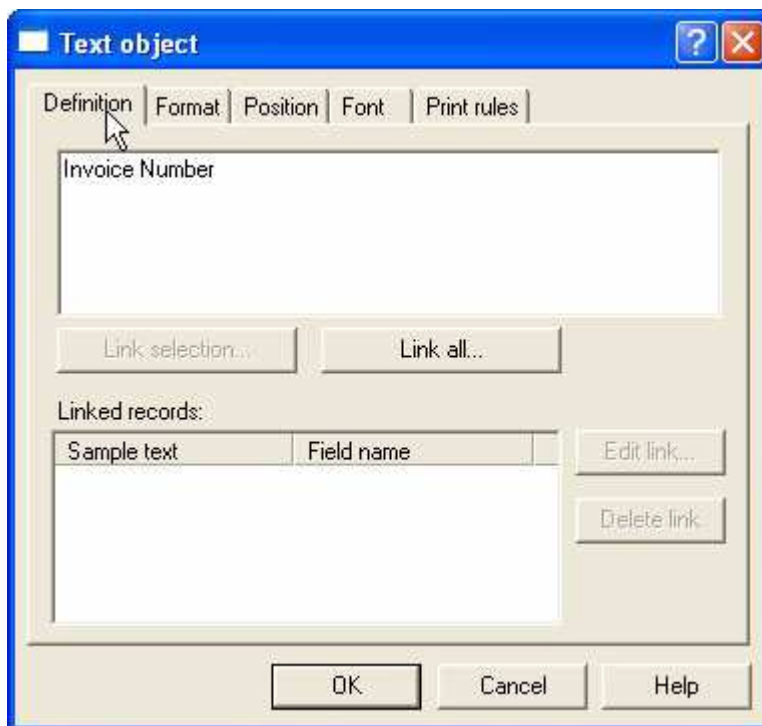 Text object
Definition Format Position Font Print rules
Invoice Number
Link selection... Link all...
Linked records:
Sample text Field name Edit link...
Delete link
OK Cancel Help